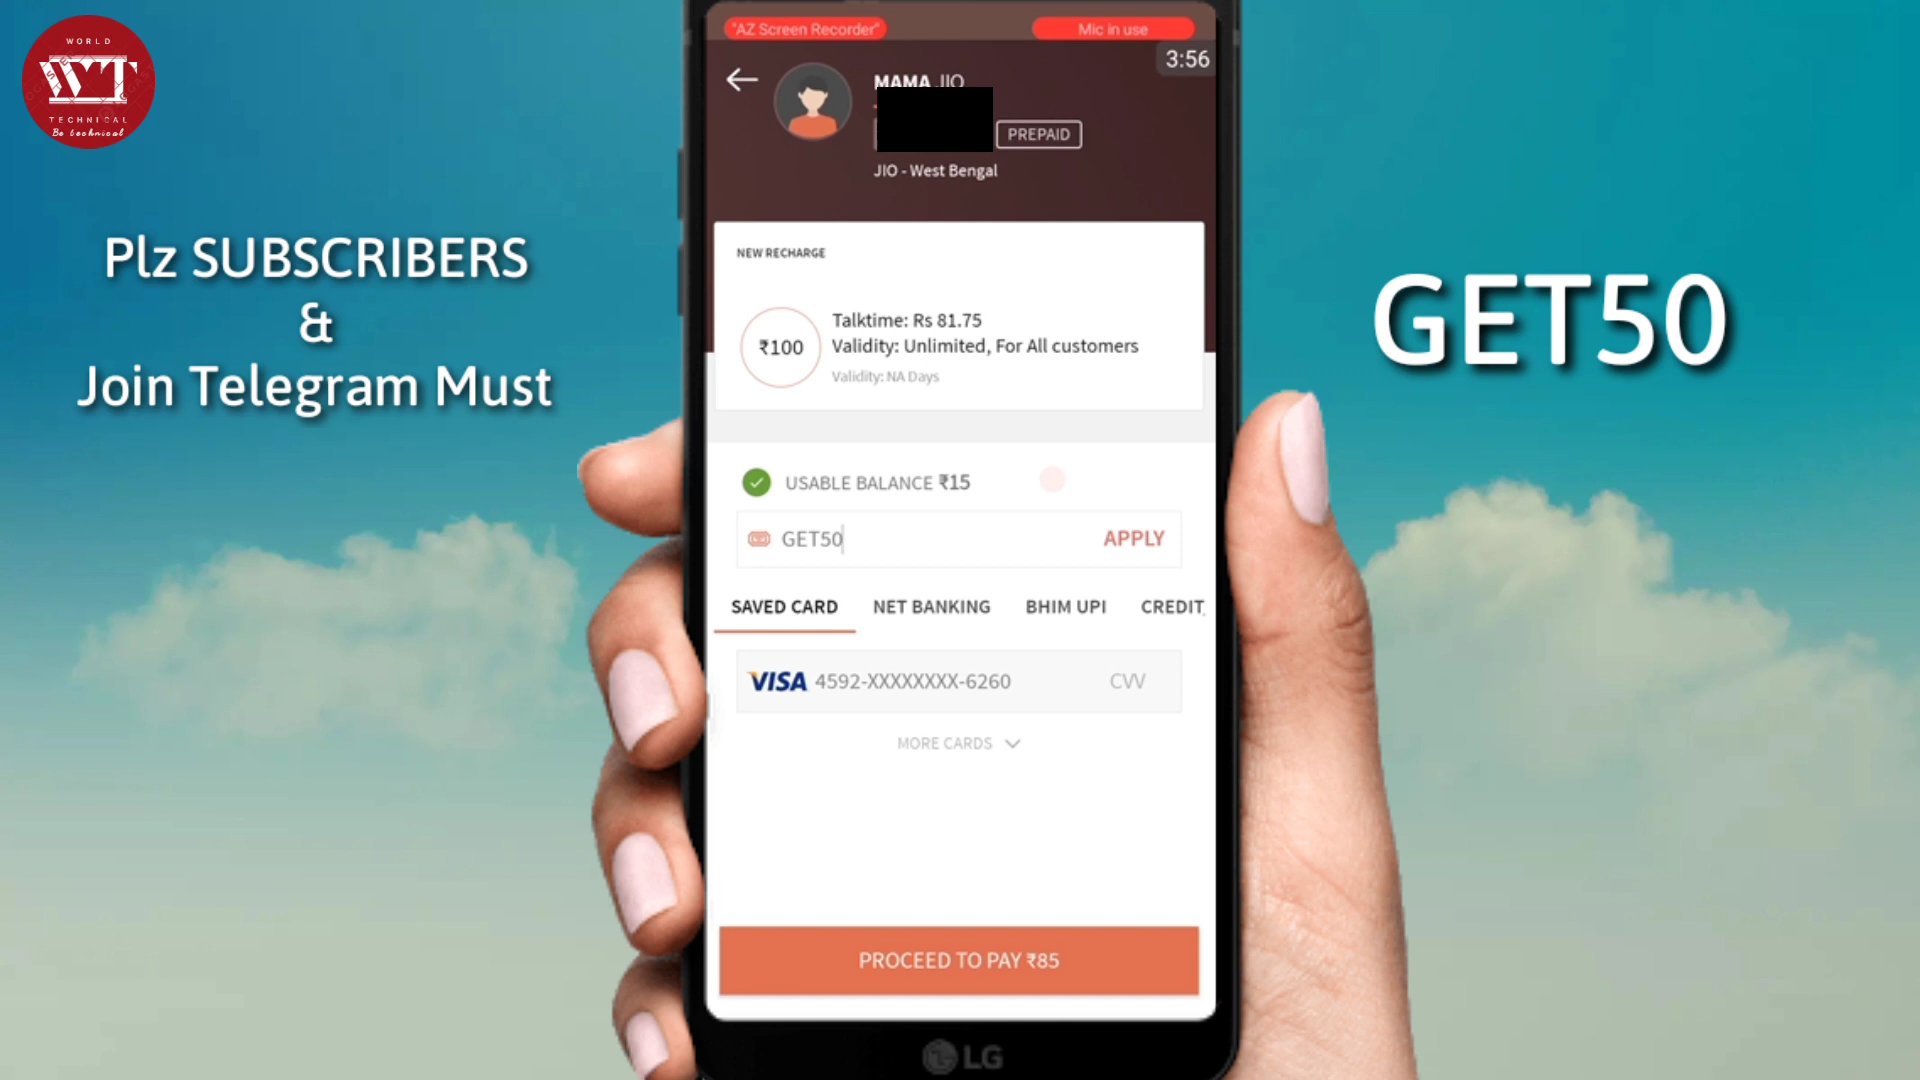 WORLD
WT
TECHNICAL
Be technical
Plz SUBSCRIBERS
&
Join Telegram Must
GET50
"AZ Screen Recorder"
Mic in use
3:56
MAMA JIO
PREPAID
JIO - West Bengal
NEW RECHARGE
₹100
Talktime: Rs 81.75
Validity: Unlimited, For All customers
Validity: NA Days
USABLE BALANCE ₹15
GET50
APPLY
SAVED CARD
NET BANKING
BHIM UPI
CREDIT
VISA 4592-XXXXXXXX-6260
CVV
MORE CARDS
PROCEED TO PAY ₹85
LG